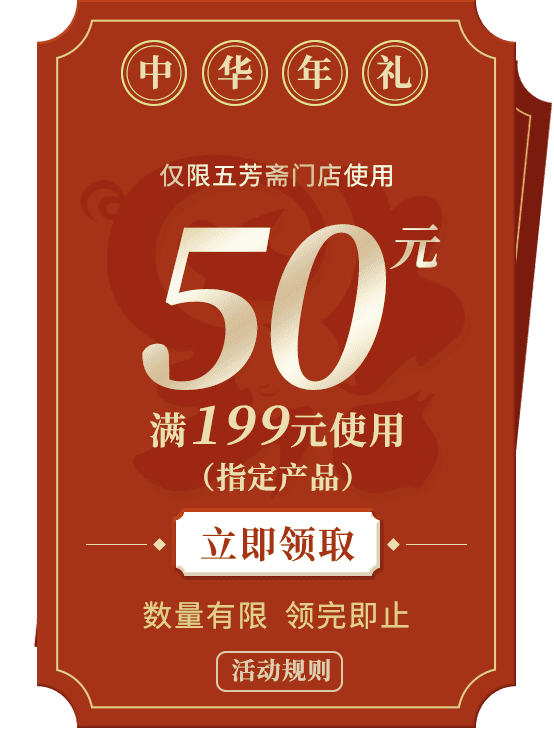 中华年礼
仅限五芳斋门店使用
50元
满199元使用
（指定产品）
立即领取
数量有限 领完即止
活动规则